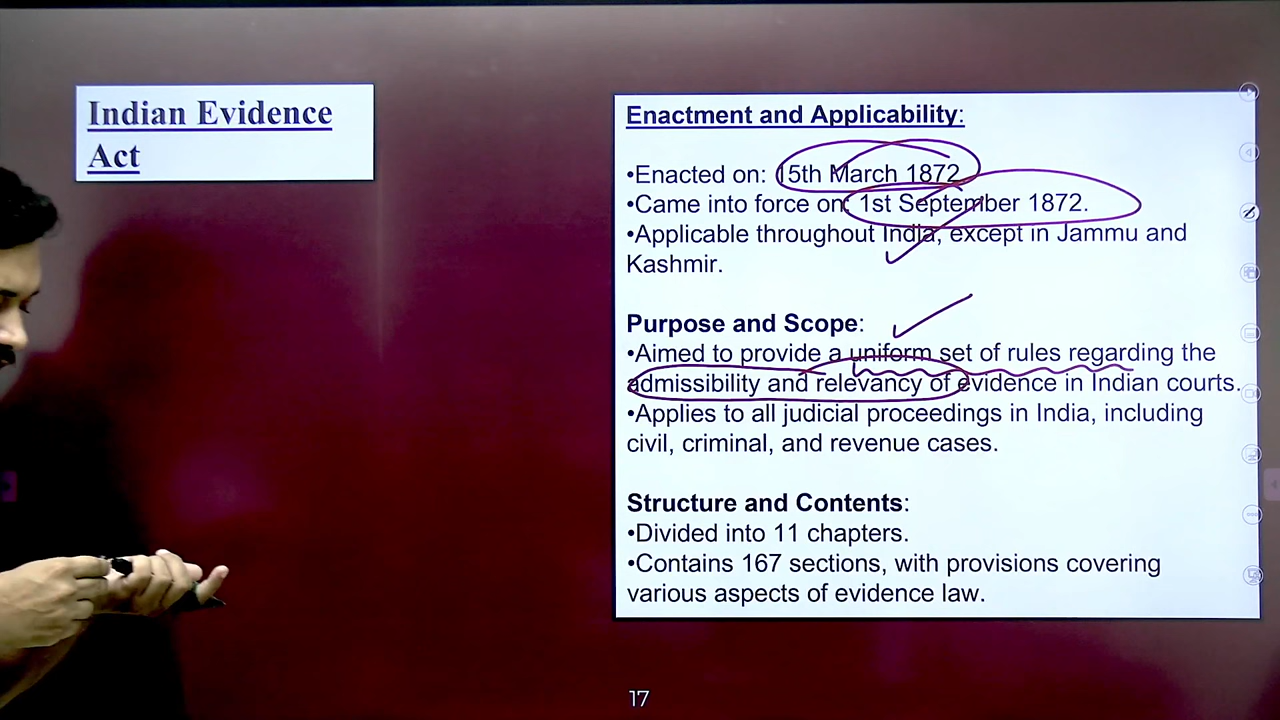 Indian Evidence
Act
Enactment and Applicability:
•Enacted on: 15th March 1872
•Came into force on: 1st September 1872.
•Applicable throughout India, except in Jammu and
Kashmir.
Purpose and Scope:
•Aimed to provide a uniform set of rules regarding the
admissibility and relevancy of evidence in Indian courts.
•Applies to all judicial proceedings in India, including
civil, criminal, and revenue cases.
Structure and Contents:
•Divided into 11 chapters.
•Contains 167 sections, with provisions covering
various aspects of evidence law.
17